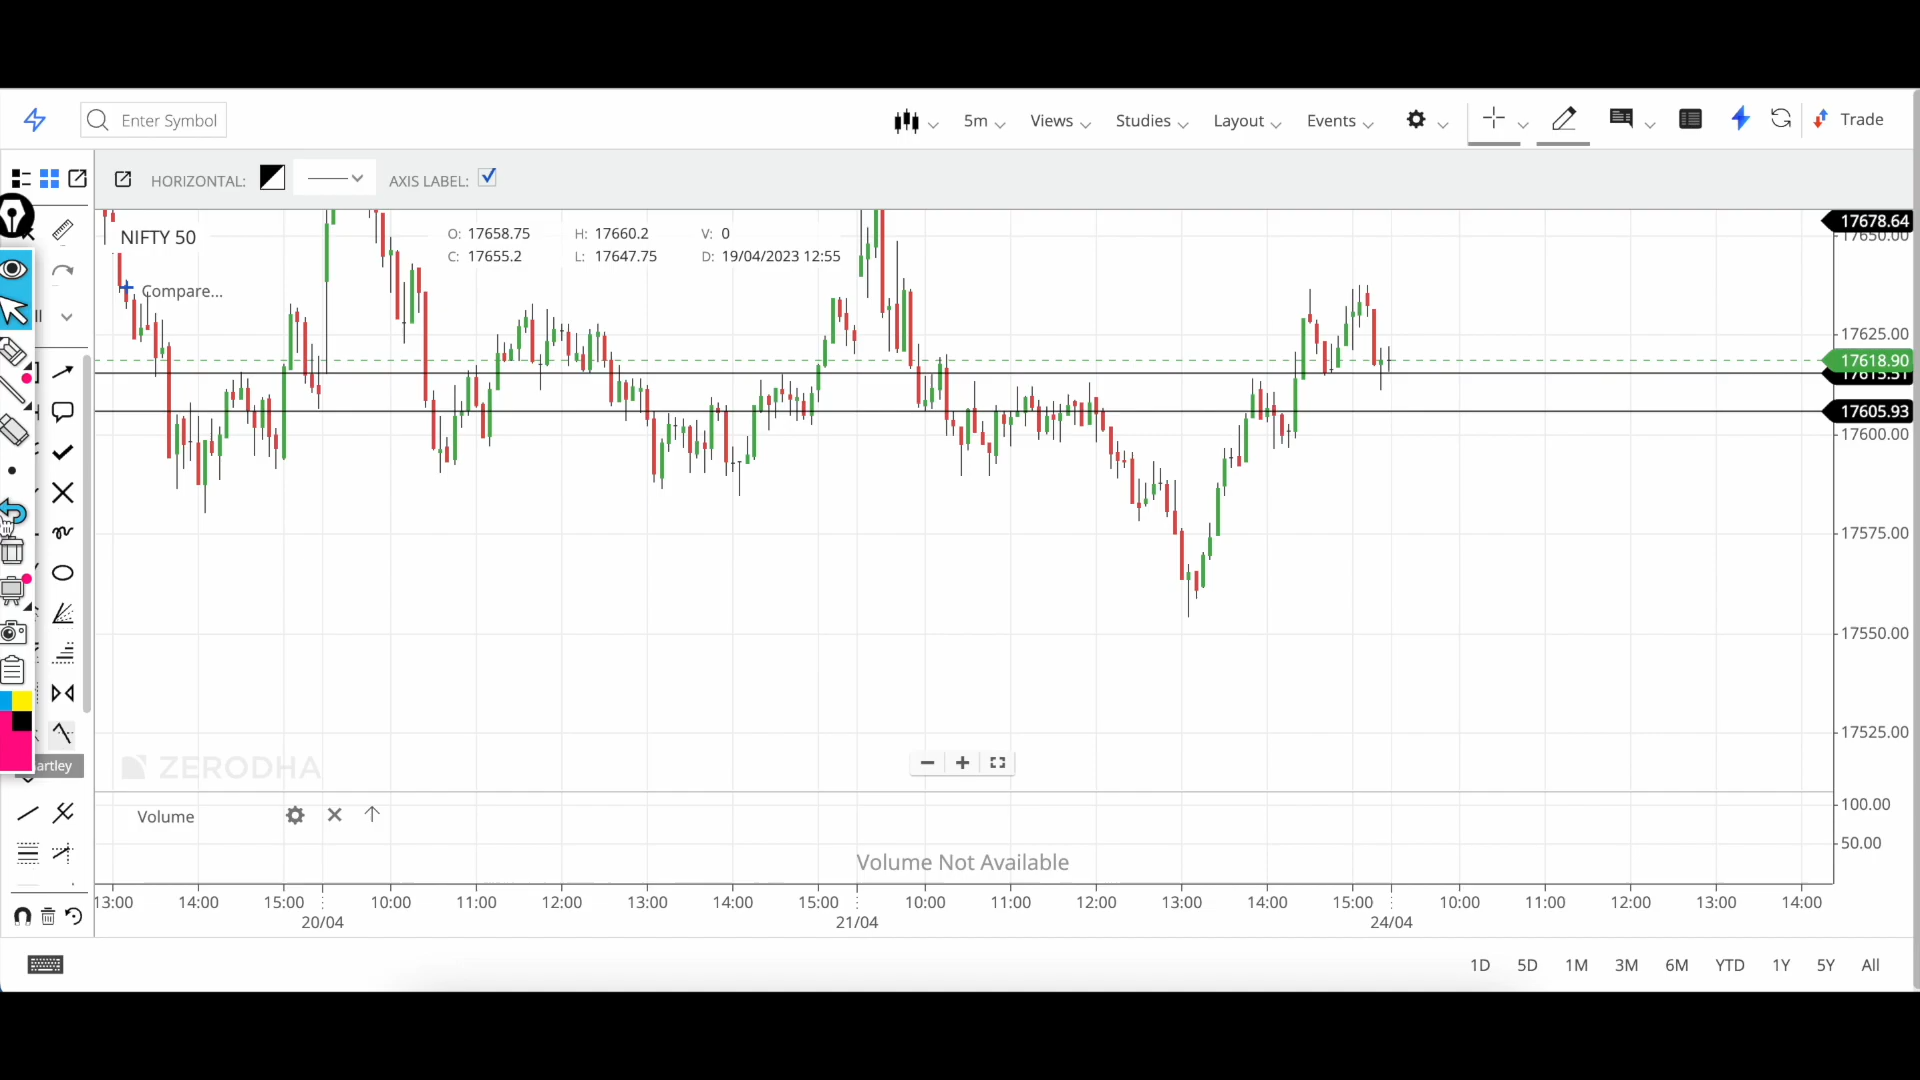 Enter Symbol
5m
Views
Studies
Layout
Events
Trade
HORIZONTAL:
AXIS LABEL:
NIFTY 50
O: 17658.75 H: 17660.2 V: 0
C: 17655.2 L: 17647.75 D: 19/04/2023 12:55
Compare...
17678.64
17650.00
17625.00
17618.90
17615.51
17605.93
17600.00
17575.00
17550.00
17525.00
artley
ZERODHA
Volume
100.00
50.00
Volume Not Available
13:00 14:00 15:00 10:00 11:00 12:00 13:00 14:00 15:00 10:00 11:00 12:00 13:00 14:00 15:00 10:00 11:00 12:00 13:00 14:00
20/04 21/04 24/04
1D 5D 1M 3M 6M YTD 1Y 5Y All